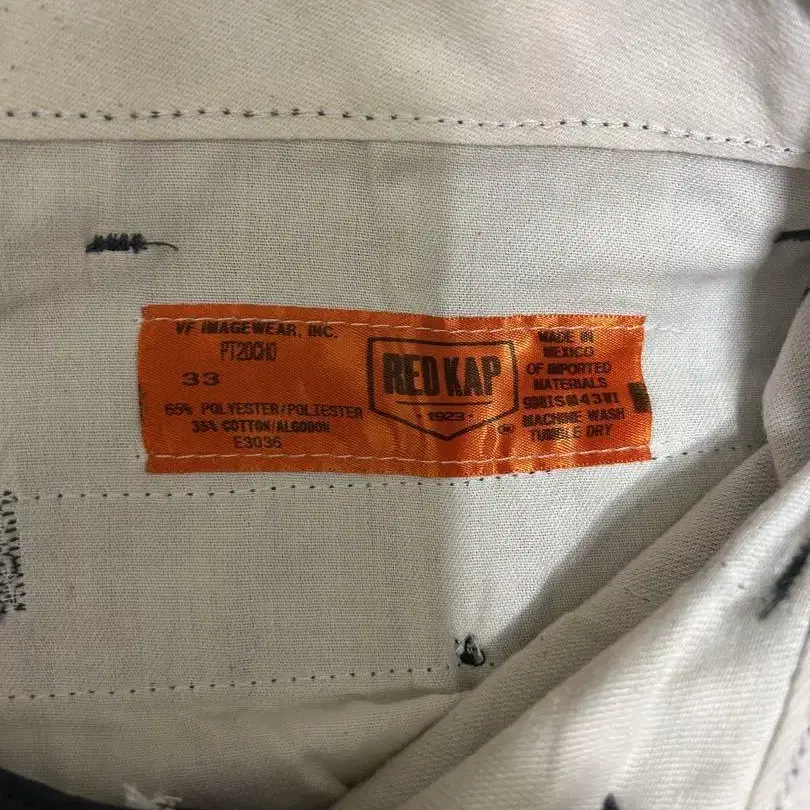 VF IMAGEWEAR, INC.
PT20CH0
33
65% POLYESTER/POLIESTER
35% COTTON/ALGODON
E3036
RED KAP
· 1923 ·
MADE IN
MEXICO
OF IMPORTED
MATERIALS
MACHINE WASH
TUMBLE DRY